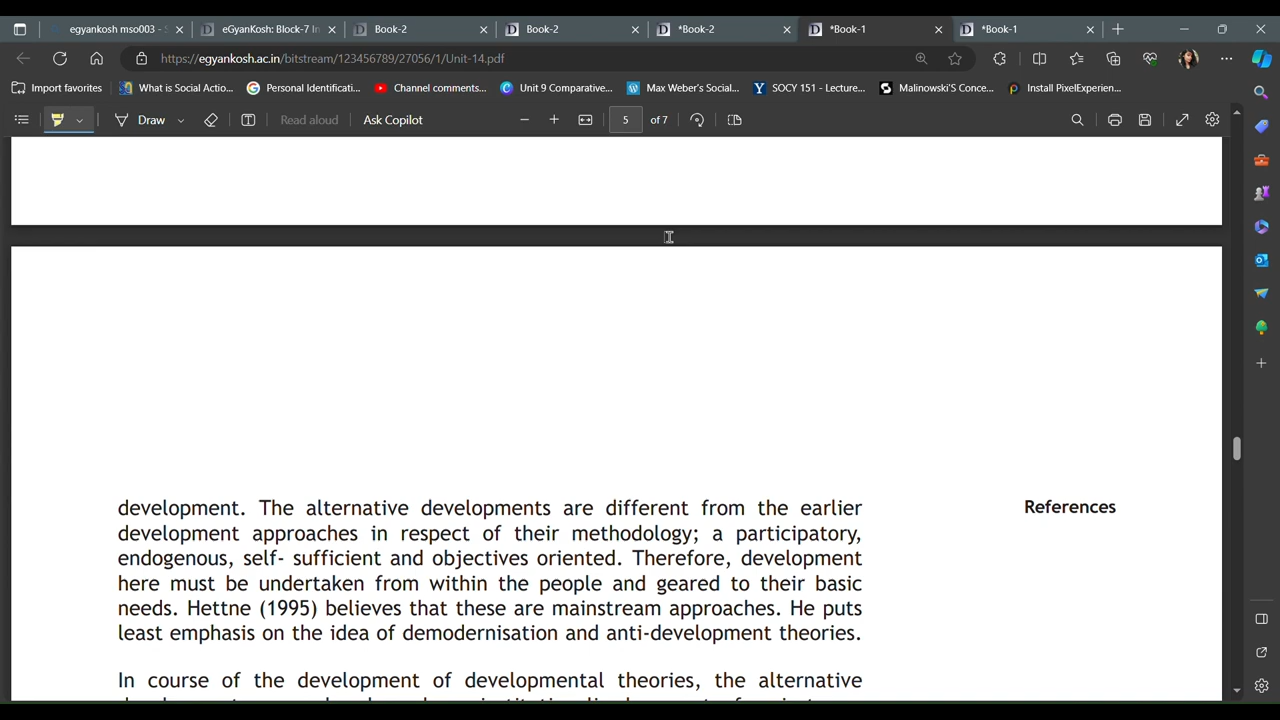 egyankosh mso003 -
eGyanKosh: Block-7 In
Book-2
Book-2
*Book-2
*Book-1
*Book-1
https://egyankosh.ac.in/bitstream/123456789/27056/1/Unit-14.pdf
Import favorites
What is Social Actio...
Personal Identificati...
Channel comments...
Unit 9 Comparative...
Max Weber's Social...
SOCY 151 - Lecture...
Malinowski'S Conce...
Install PixelExperien...
Draw
Read aloud
Ask Copilot
5 of 7
development. The alternative developments are different from the earlier
development approaches in respect of their methodology; a participatory,
endogenous, self- sufficient and objectives oriented. Therefore, development
here must be undertaken from within the people and geared to their basic
needs. Hettne (1995) believes that these are mainstream approaches. He puts
least emphasis on the idea of demodernisation and anti-development theories.
In course of the development of developmental theories, the alternative
References